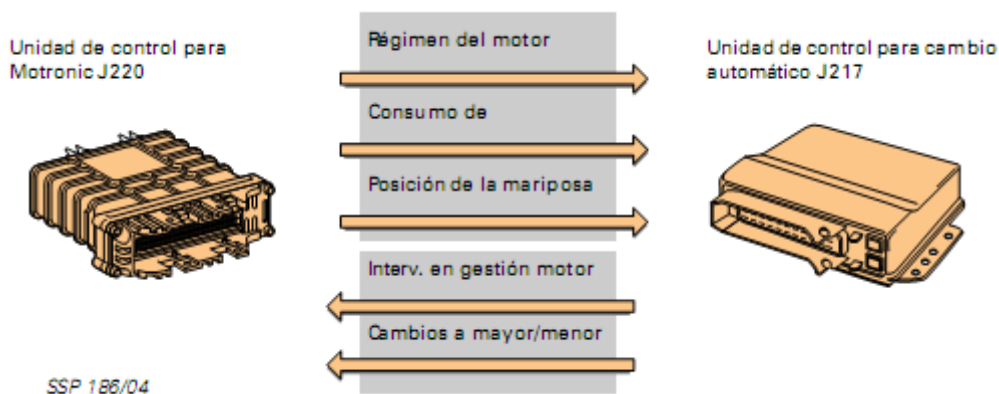 Unidad de control para
Motronic J220
Régimen del motor
Consumo de
Posición de la mariposa
Interv. en gestión motor
Cambios a mayor/menor
Unidad de control para cambio
automático J217
SSP 186/04